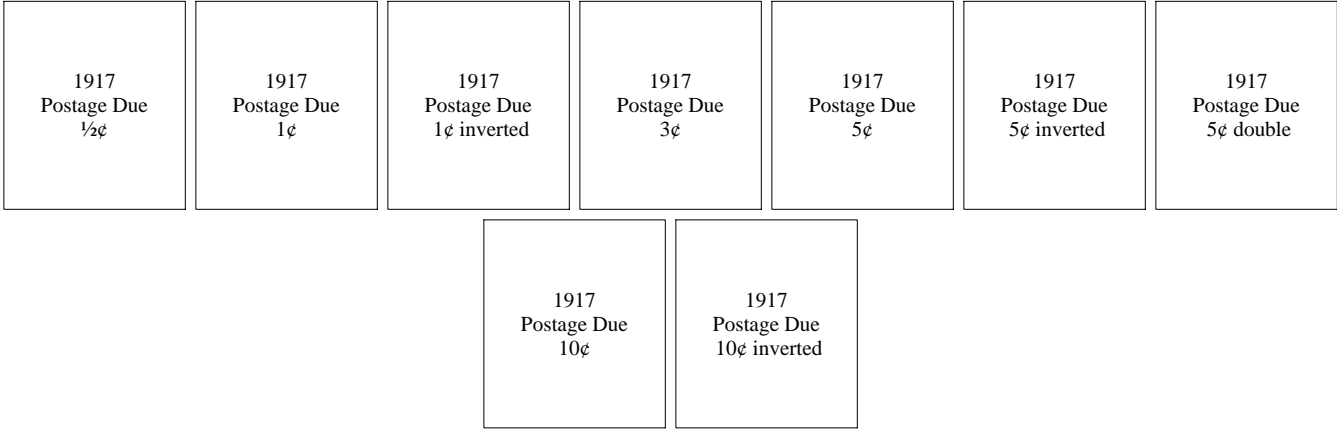 1917
Postage Due
½¢
1917
Postage Due
1¢
1917
Postage Due
1¢ inverted
1917
Postage Due
3¢
1917
Postage Due
5¢
1917
Postage Due
5¢ inverted
1917
Postage Due
5¢ double
1917
Postage Due
10¢
1917
Postage Due
10¢ inverted